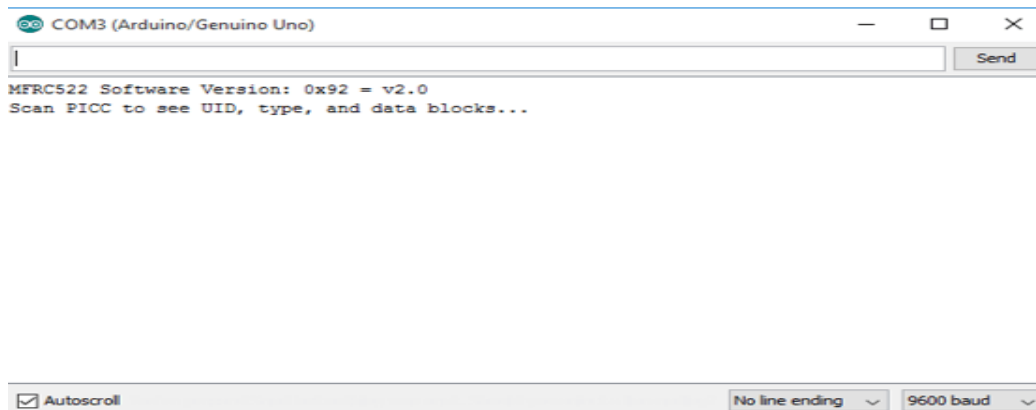 COM3 (Arduino/Genuino Uno)
Send
MFRC522 Software Version: 0x92 = v2.0
Scan PICC to see UID, type, and data blocks...
Autoscroll
No line ending
9600 baud